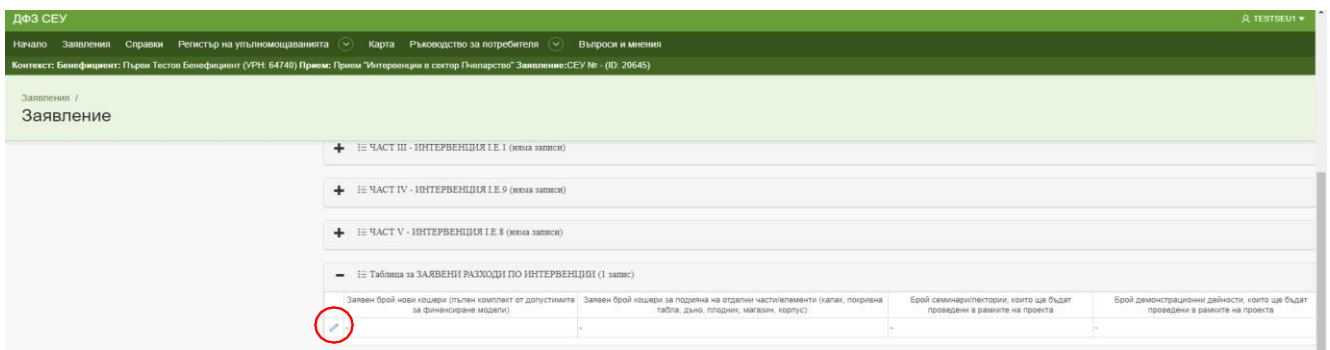 ДФЗ СЕУ
TESTSEU1
Начало Заявления Справки Регистър на упълномощаванията Карта Ръководство за потребителя Въпроси и мнения
Контекст: Бенефициент: Първи Тестов Бенефициент (УРН: 64740) Прием: Прием "Интервенции в сектор Пчеларство" Заявление:СЕУ № - (ID: 20645)
Заявления /
Заявление
ЧАСТ III - ИНТЕРВЕНЦИЯ I.E.1 (няма записи)
ЧАСТ IV - ИНТЕРВЕНЦИЯ I.E.9 (няма записи)
ЧАСТ V - ИНТЕРВЕНЦИЯ I.E.8 (няма записи)
Таблица за ЗАЯВЕНИ РАЗХОДИ ПО ИНТЕРВЕНЦИИ (1 запис)
Заявен брой нови кошери (пълен комплект от допустимите
за финансиране модели)
Заявен брой кошери за подмяна на отделни части/елементи (капак, покривна
табла, дъно, плодник, магазин, корпус):
Брой семинари/лектории, които ще бъдат
проведени в рамките на проекта
Брой демонстрационни дейности, които ще бъдат
проведени в рамките на проекта
- - - -